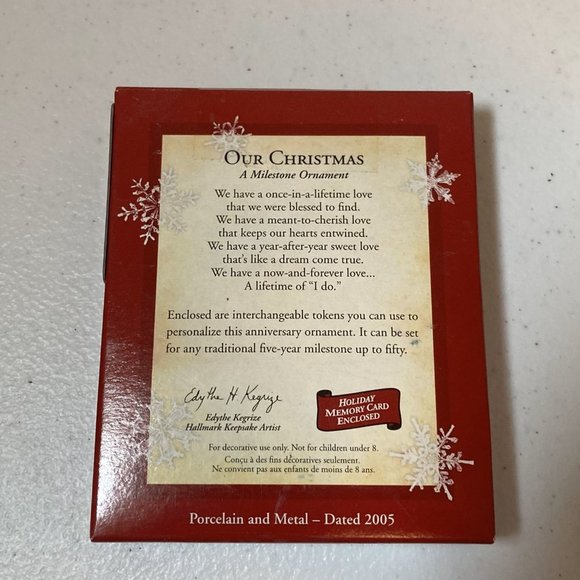 OUR CHRISTMAS
A Milestone Ornament
We have a once-in-a-lifetime love
that we were blessed to find.
We have a meant-to-cherish love
that keeps our hearts entwined.
We have a year-after-year sweet love
that's like a dream come true.
We have a now-and-forever love...
A lifetime of "I do."
Enclosed are interchangeable tokens you can use to
personalize this anniversary ornament. It can be set
for any traditional five-year milestone up to fifty.
Edythe H Kegrize
Edythe Kegrize
Hallmark Keepsake Artist
HOLIDAY
MEMORY CARD
ENCLOSED
For decorative use only. Not for children under 8.
Conçu à des fins décoratives seulement.
Ne convient pas aux enfants de moins de 8 ans.
Porcelain and Metal – Dated 2005